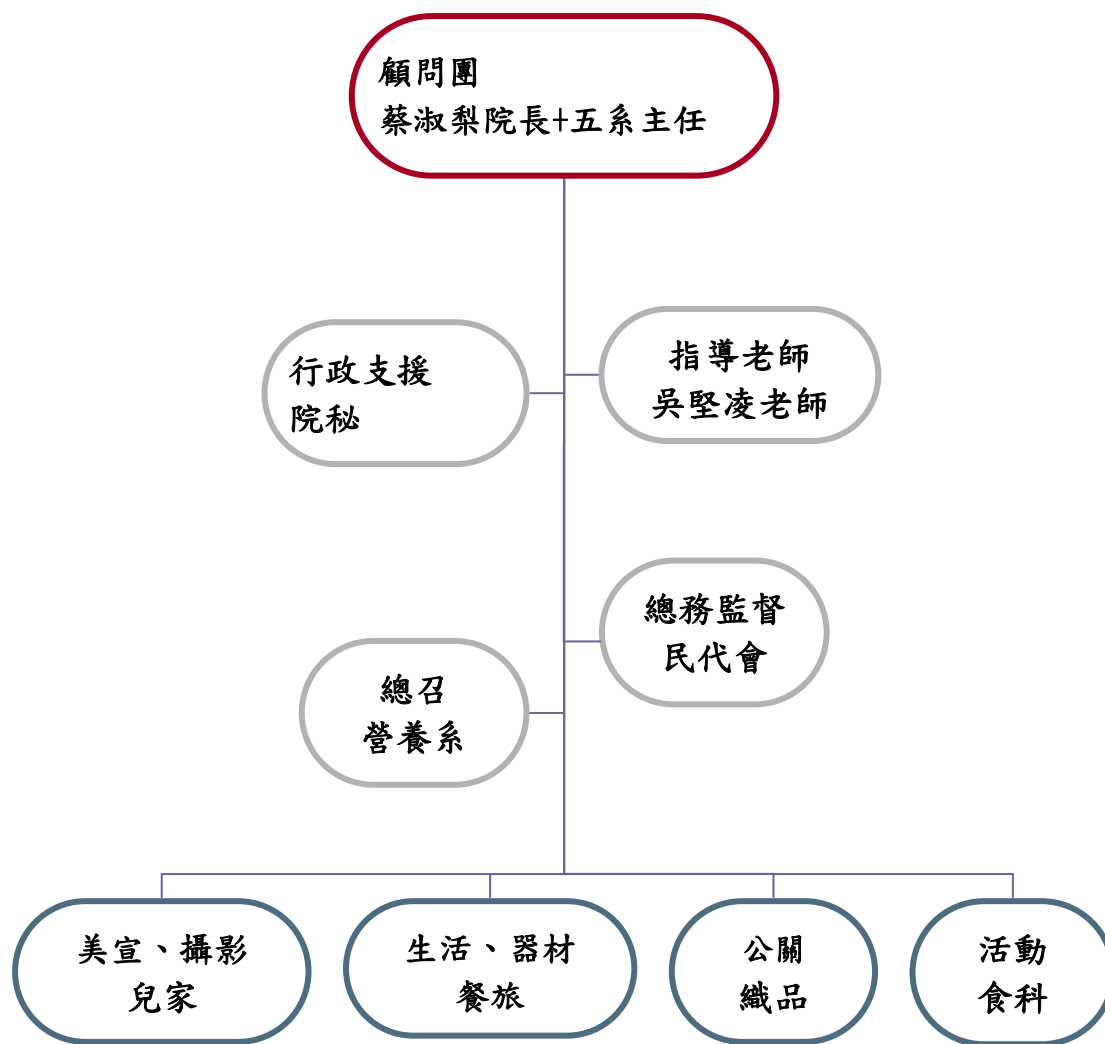 顧問團
蔡淑梨院長+五系主任
行政支援
院秘
指導老師
吳堅凌老師
總務監督
民代會
總召
營養系
美宣、攝影
兒家
生活、器材
餐旅
公關
織品
活動
食科